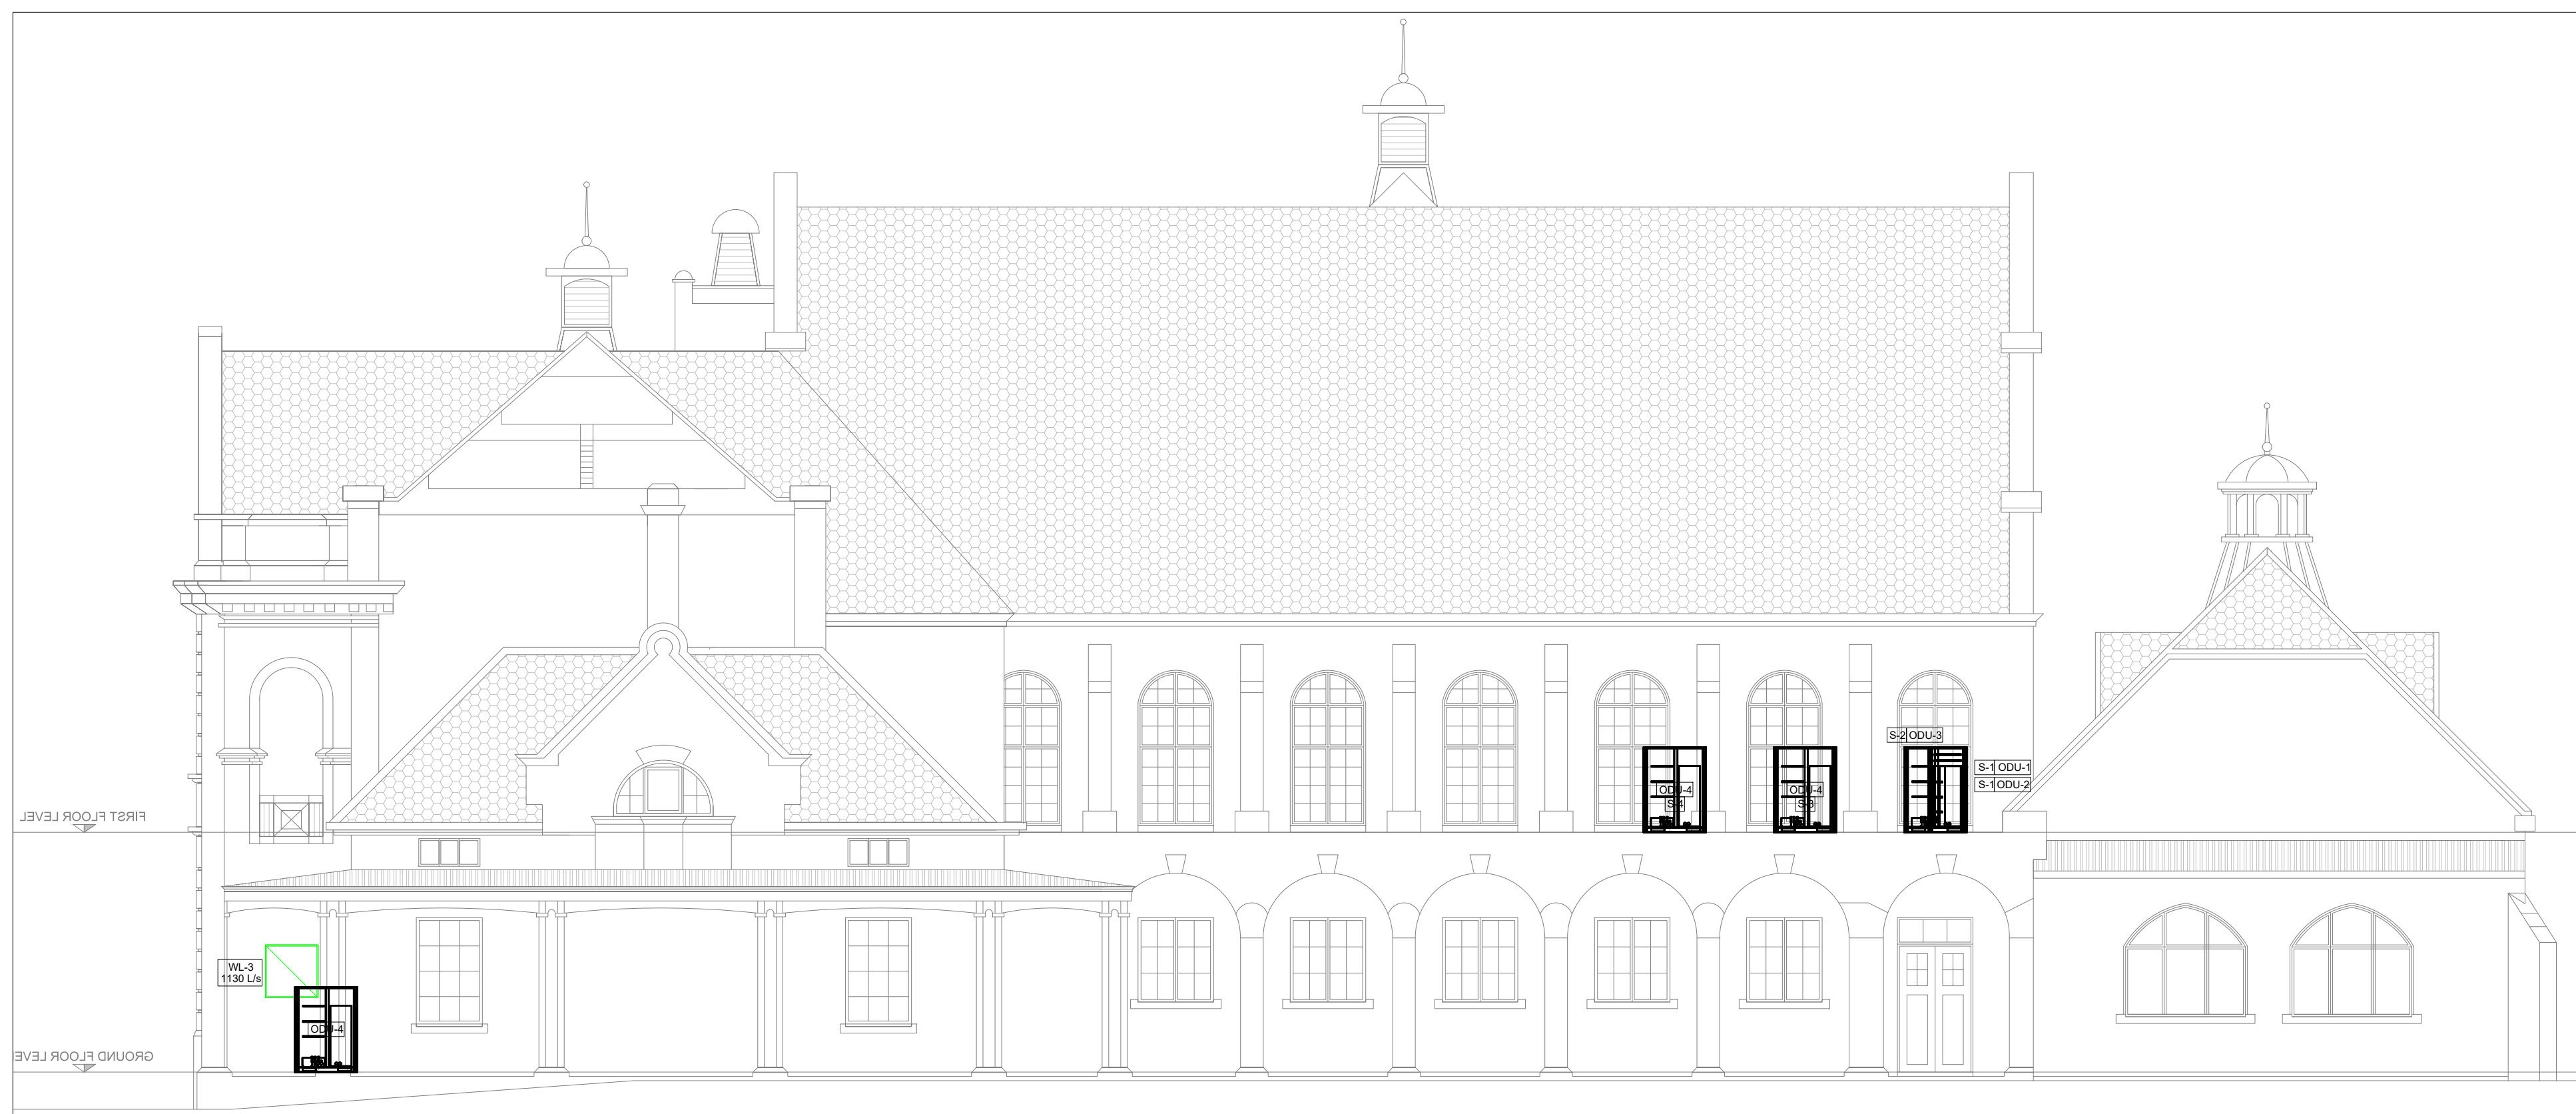 S-2 ODU-3
S-1 ODU-1
S-1 ODU-2
ODU-4
S-4
ODU-4
S-3
FIRST FLOOR LEVEL
WL-3
1130 L/s
ODU-4
GROUND FLOOR LEVEL